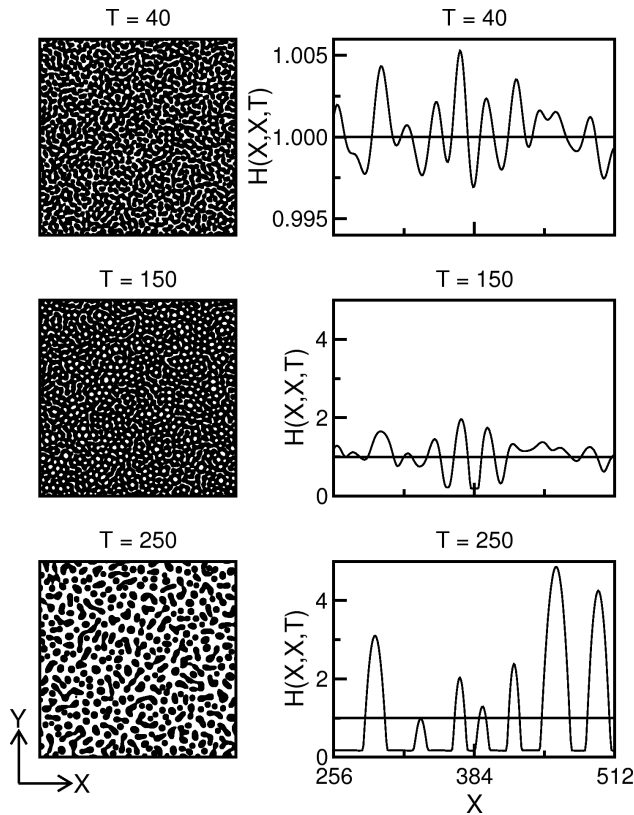 T = 40
T = 40
1.005
1.000
0.995
H(X,X,T)
T = 150
T = 150
4
2
0
H(X,X,T)
T = 250
T = 250
4
2
0
H(X,X,T)
256
384
512
X
Y
X